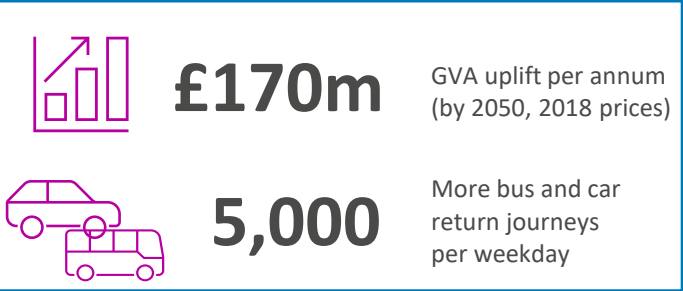 £170m
GVA uplift per annum
(by 2050, 2018 prices)
5,000
More bus and car
return journeys
per weekday